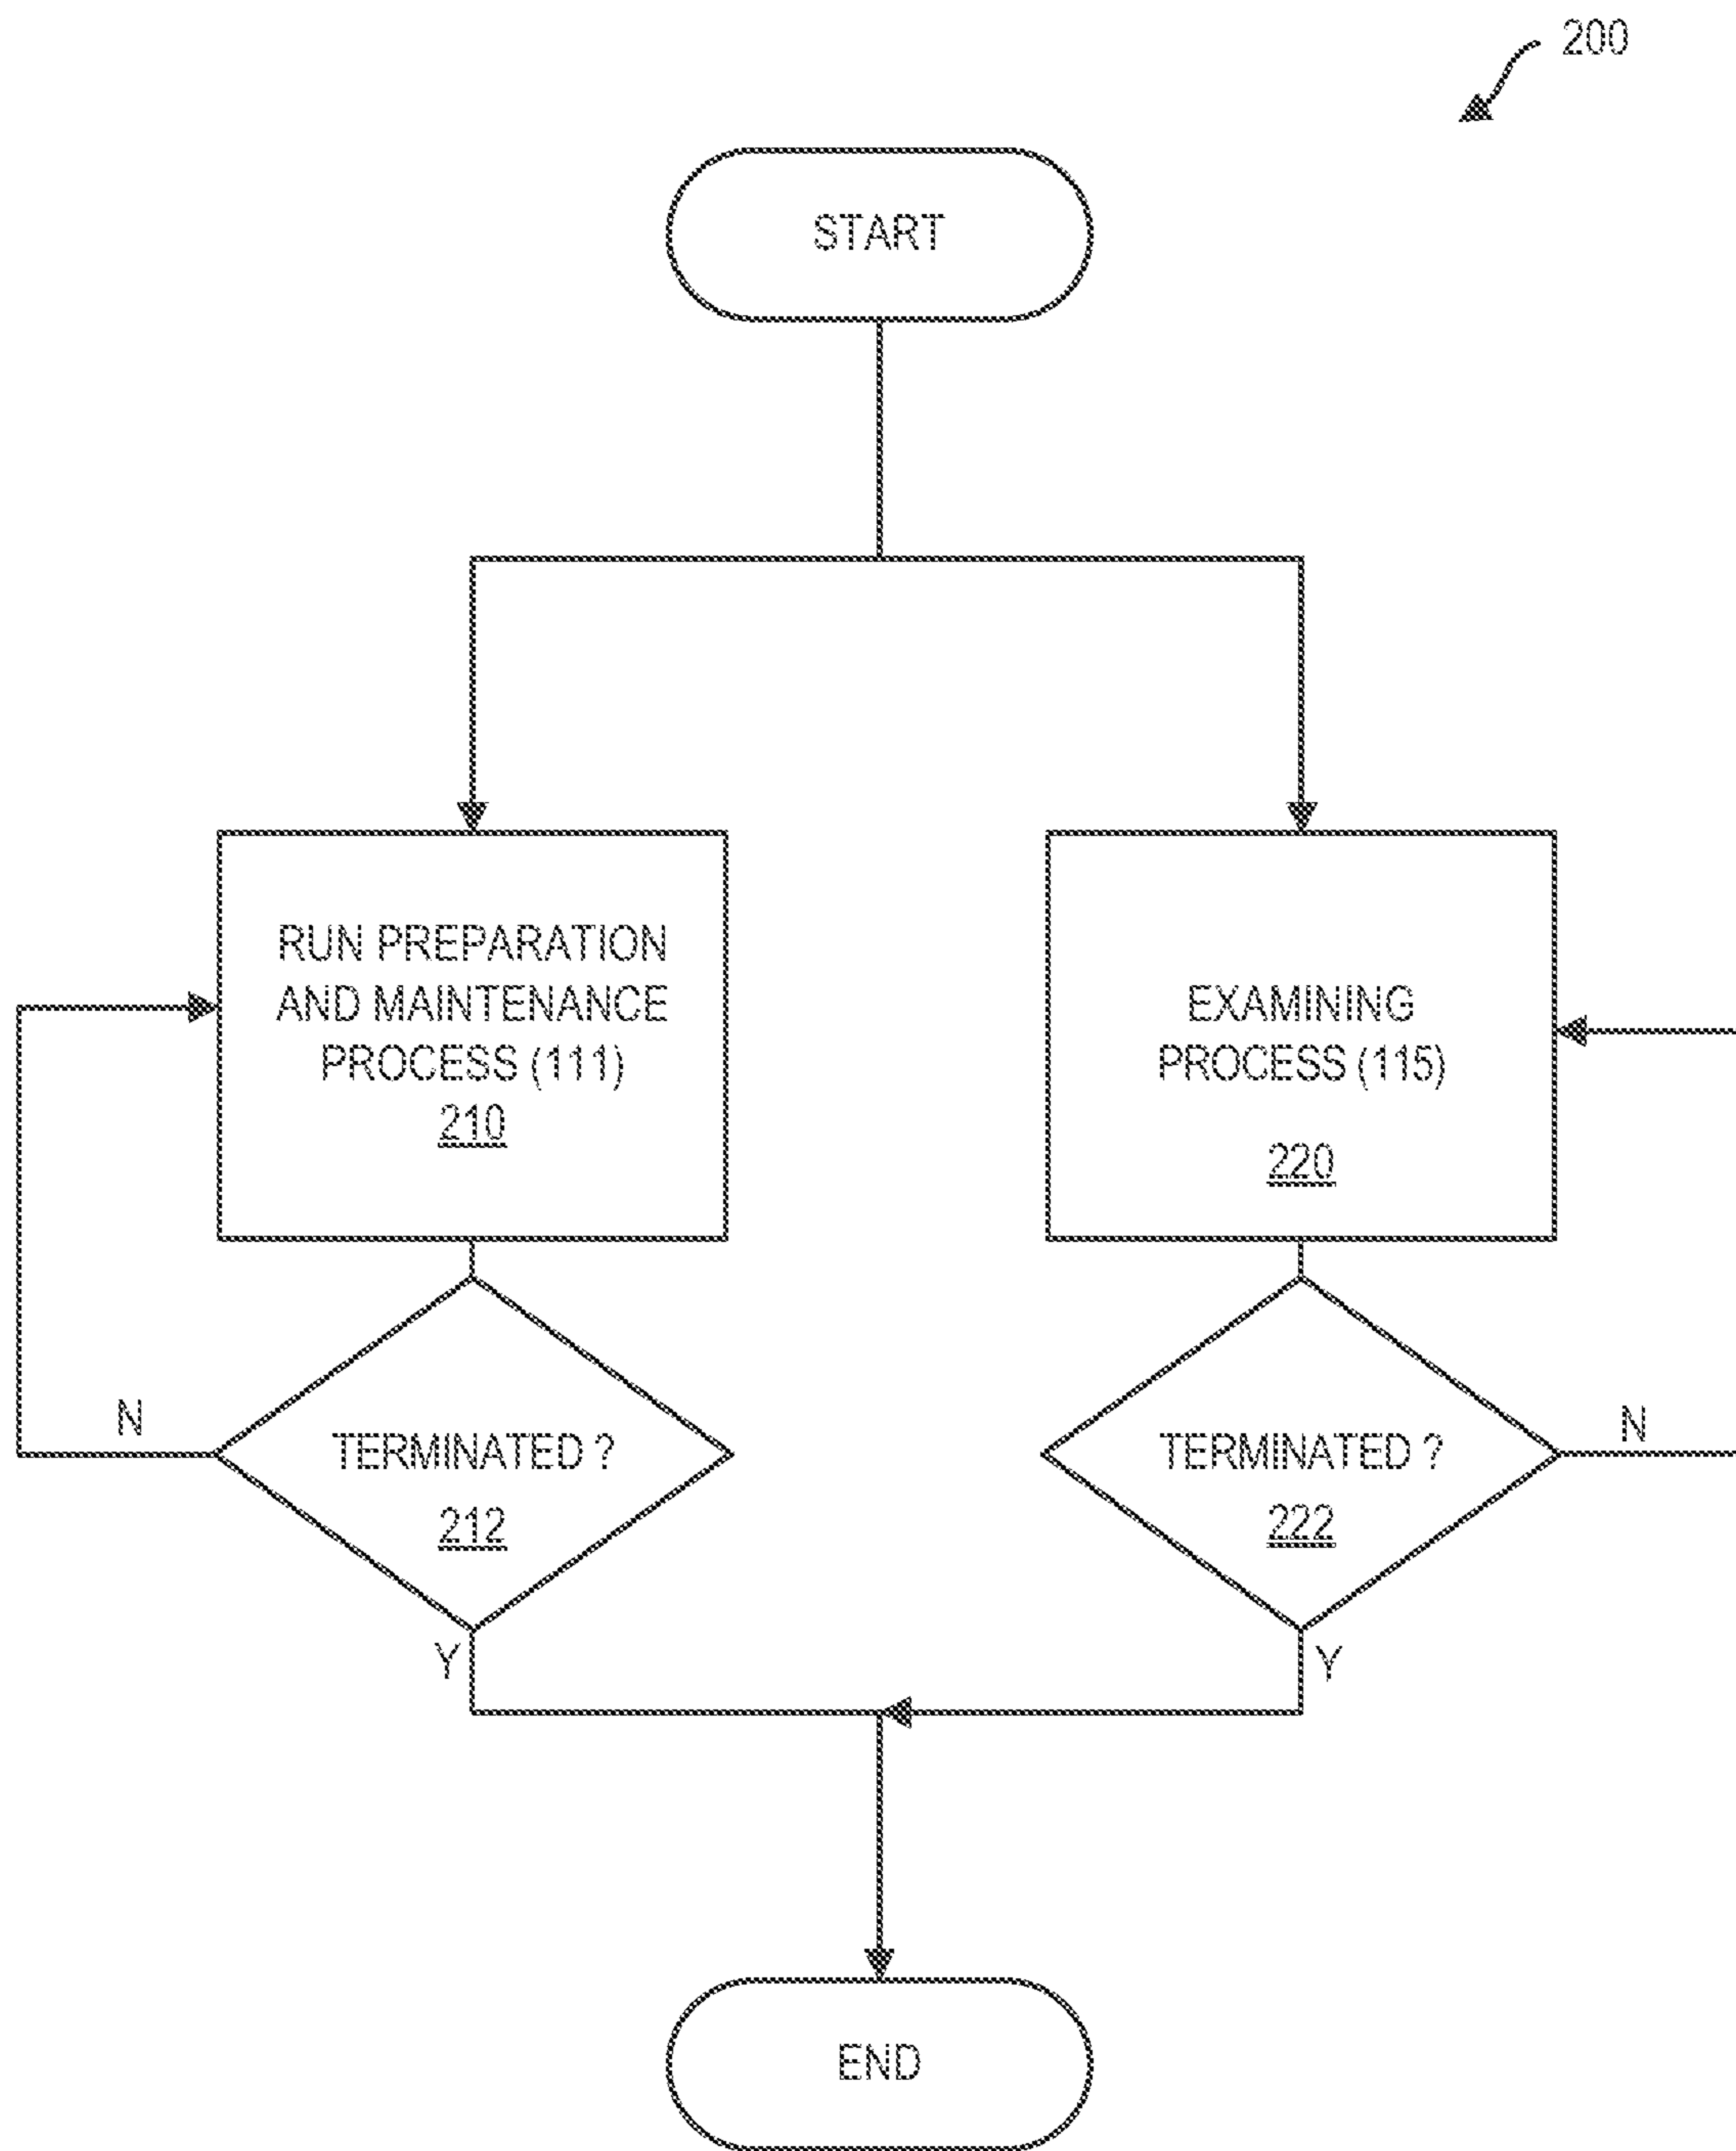 200
START
RUN PREPARATION
AND MAINTENANCE
PROCESS (111)
210
EXAMINING
PROCESS (115)
220
N
TERMINATED ?
212
Y
TERMINATED ?
222
N
Y
END